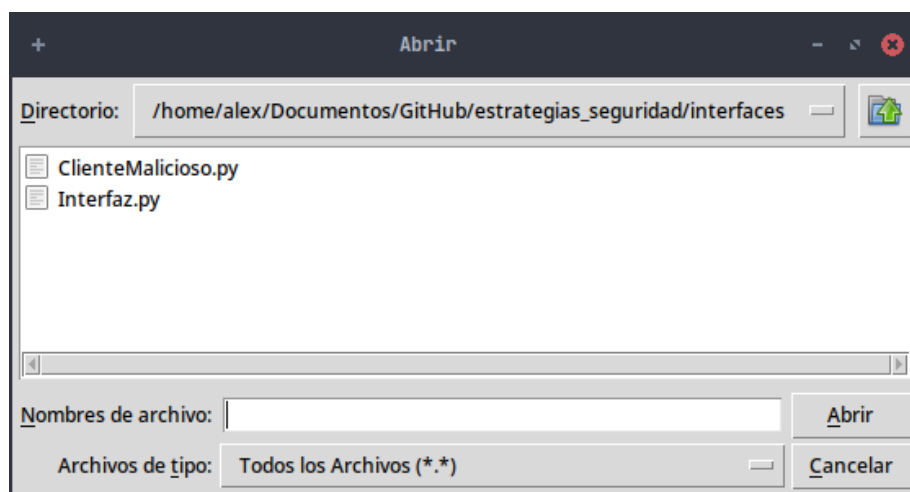 Abrir
Directorio: /home/alex/Documentos/GitHub/estrategias_seguridad/interfaces
ClienteMalicioso.py
Interfaz.py
Nombres de archivo: Abrir
Archivos de tipo: Todos los Archivos (*.*) Cancelar